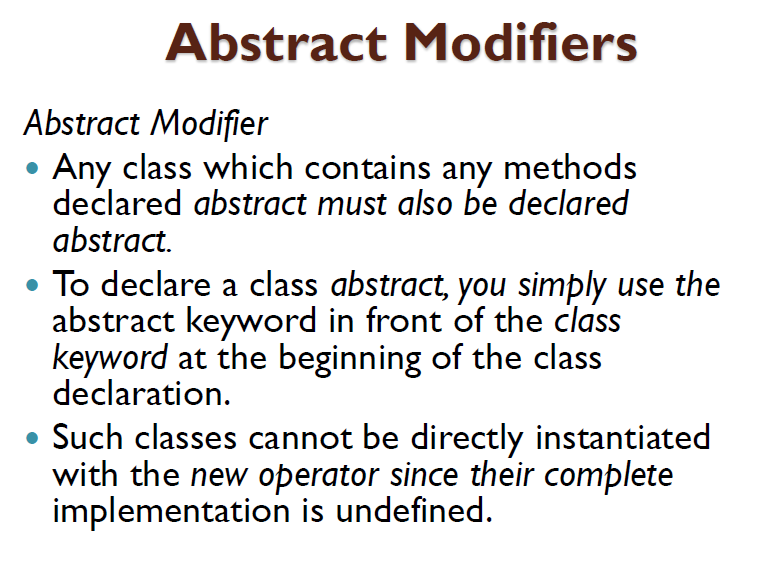 Abstract Modifiers
Abstract Modifier
• Any class which contains any methods
declared abstract must also be declared
abstract.
• To declare a class abstract, you simply use the
abstract keyword in front of the class
keyword at the beginning of the class
declaration.
• Such classes cannot be directly instantiated
with the new operator since their complete
implementation is undefined.